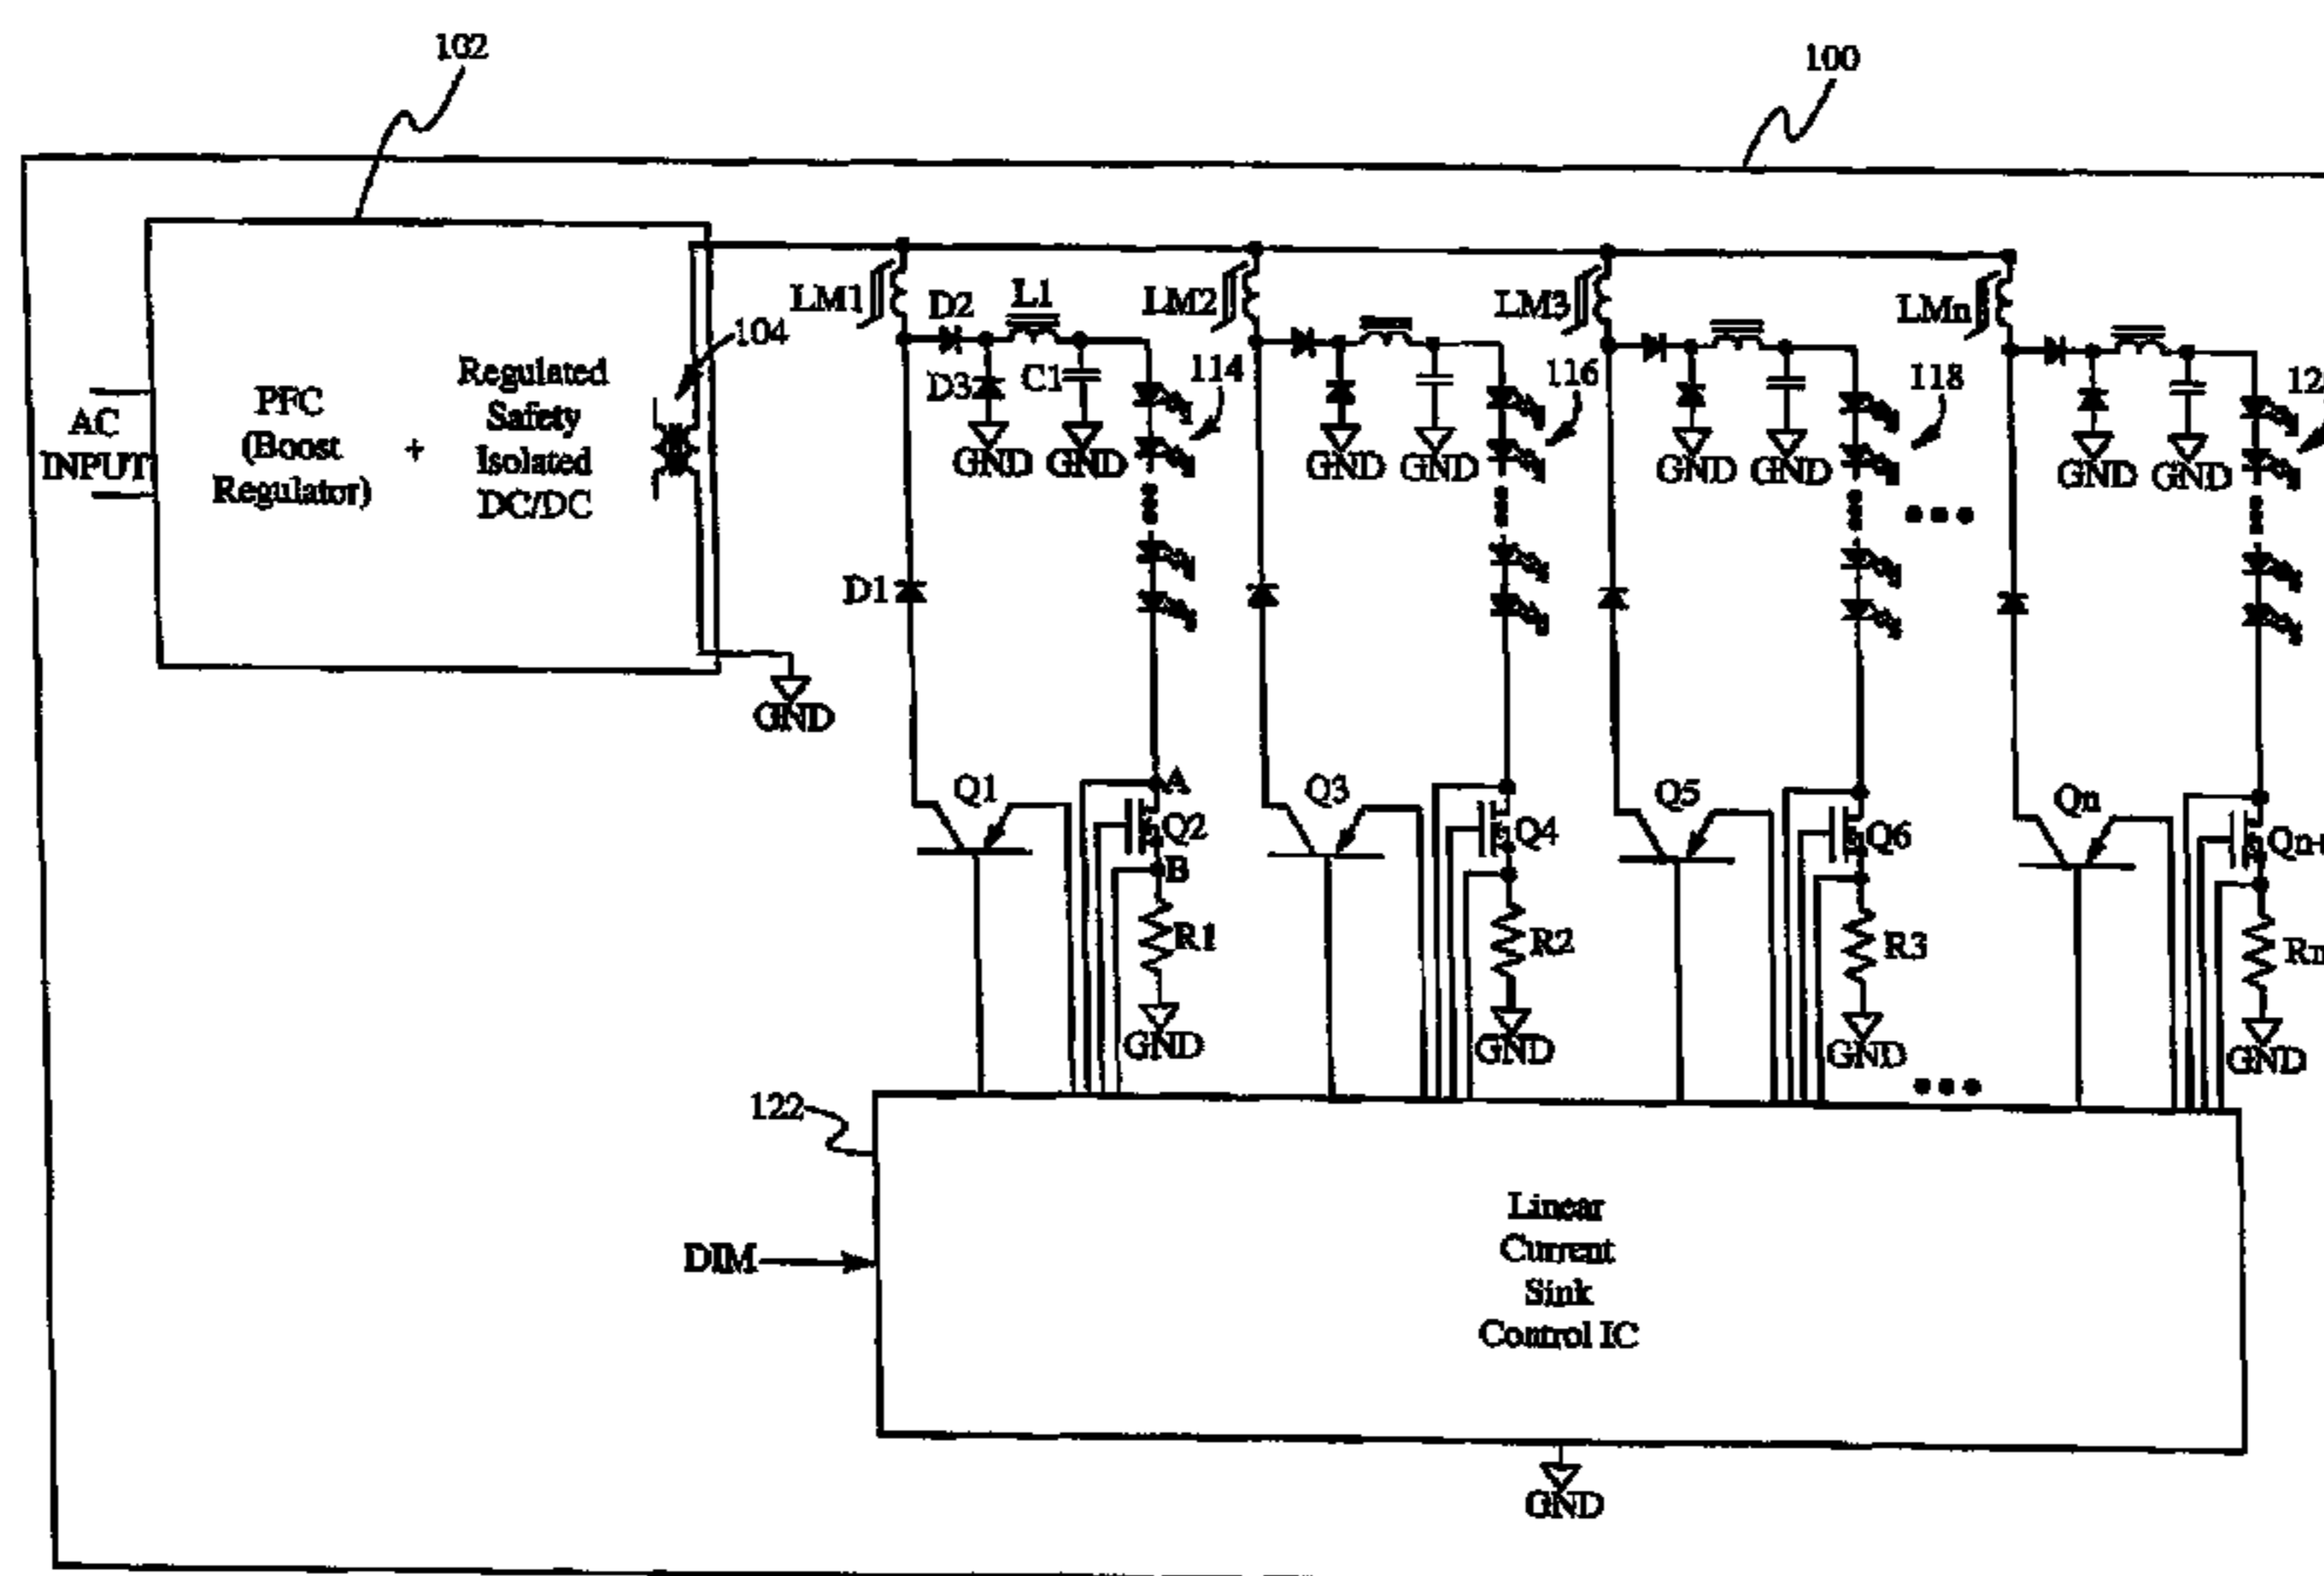 102
100
LM1
D2
L1
LM2
LM3
LMn
104
D3
C1
114
116
118
GND
GND
GND
GND
GND
GND
GND
GND
AC
INPUT
PFC
(Boost
Regulator)
+
Regulated
Safety
Isolated
DC/DC
D1
GND
Q1
A
Q2
B
Q3
Q4
Q5
Q6
Qn
R1
R2
R3
GND
GND
GND
GND
122
DIM
Linear
Current
Sink
Control IC
GND